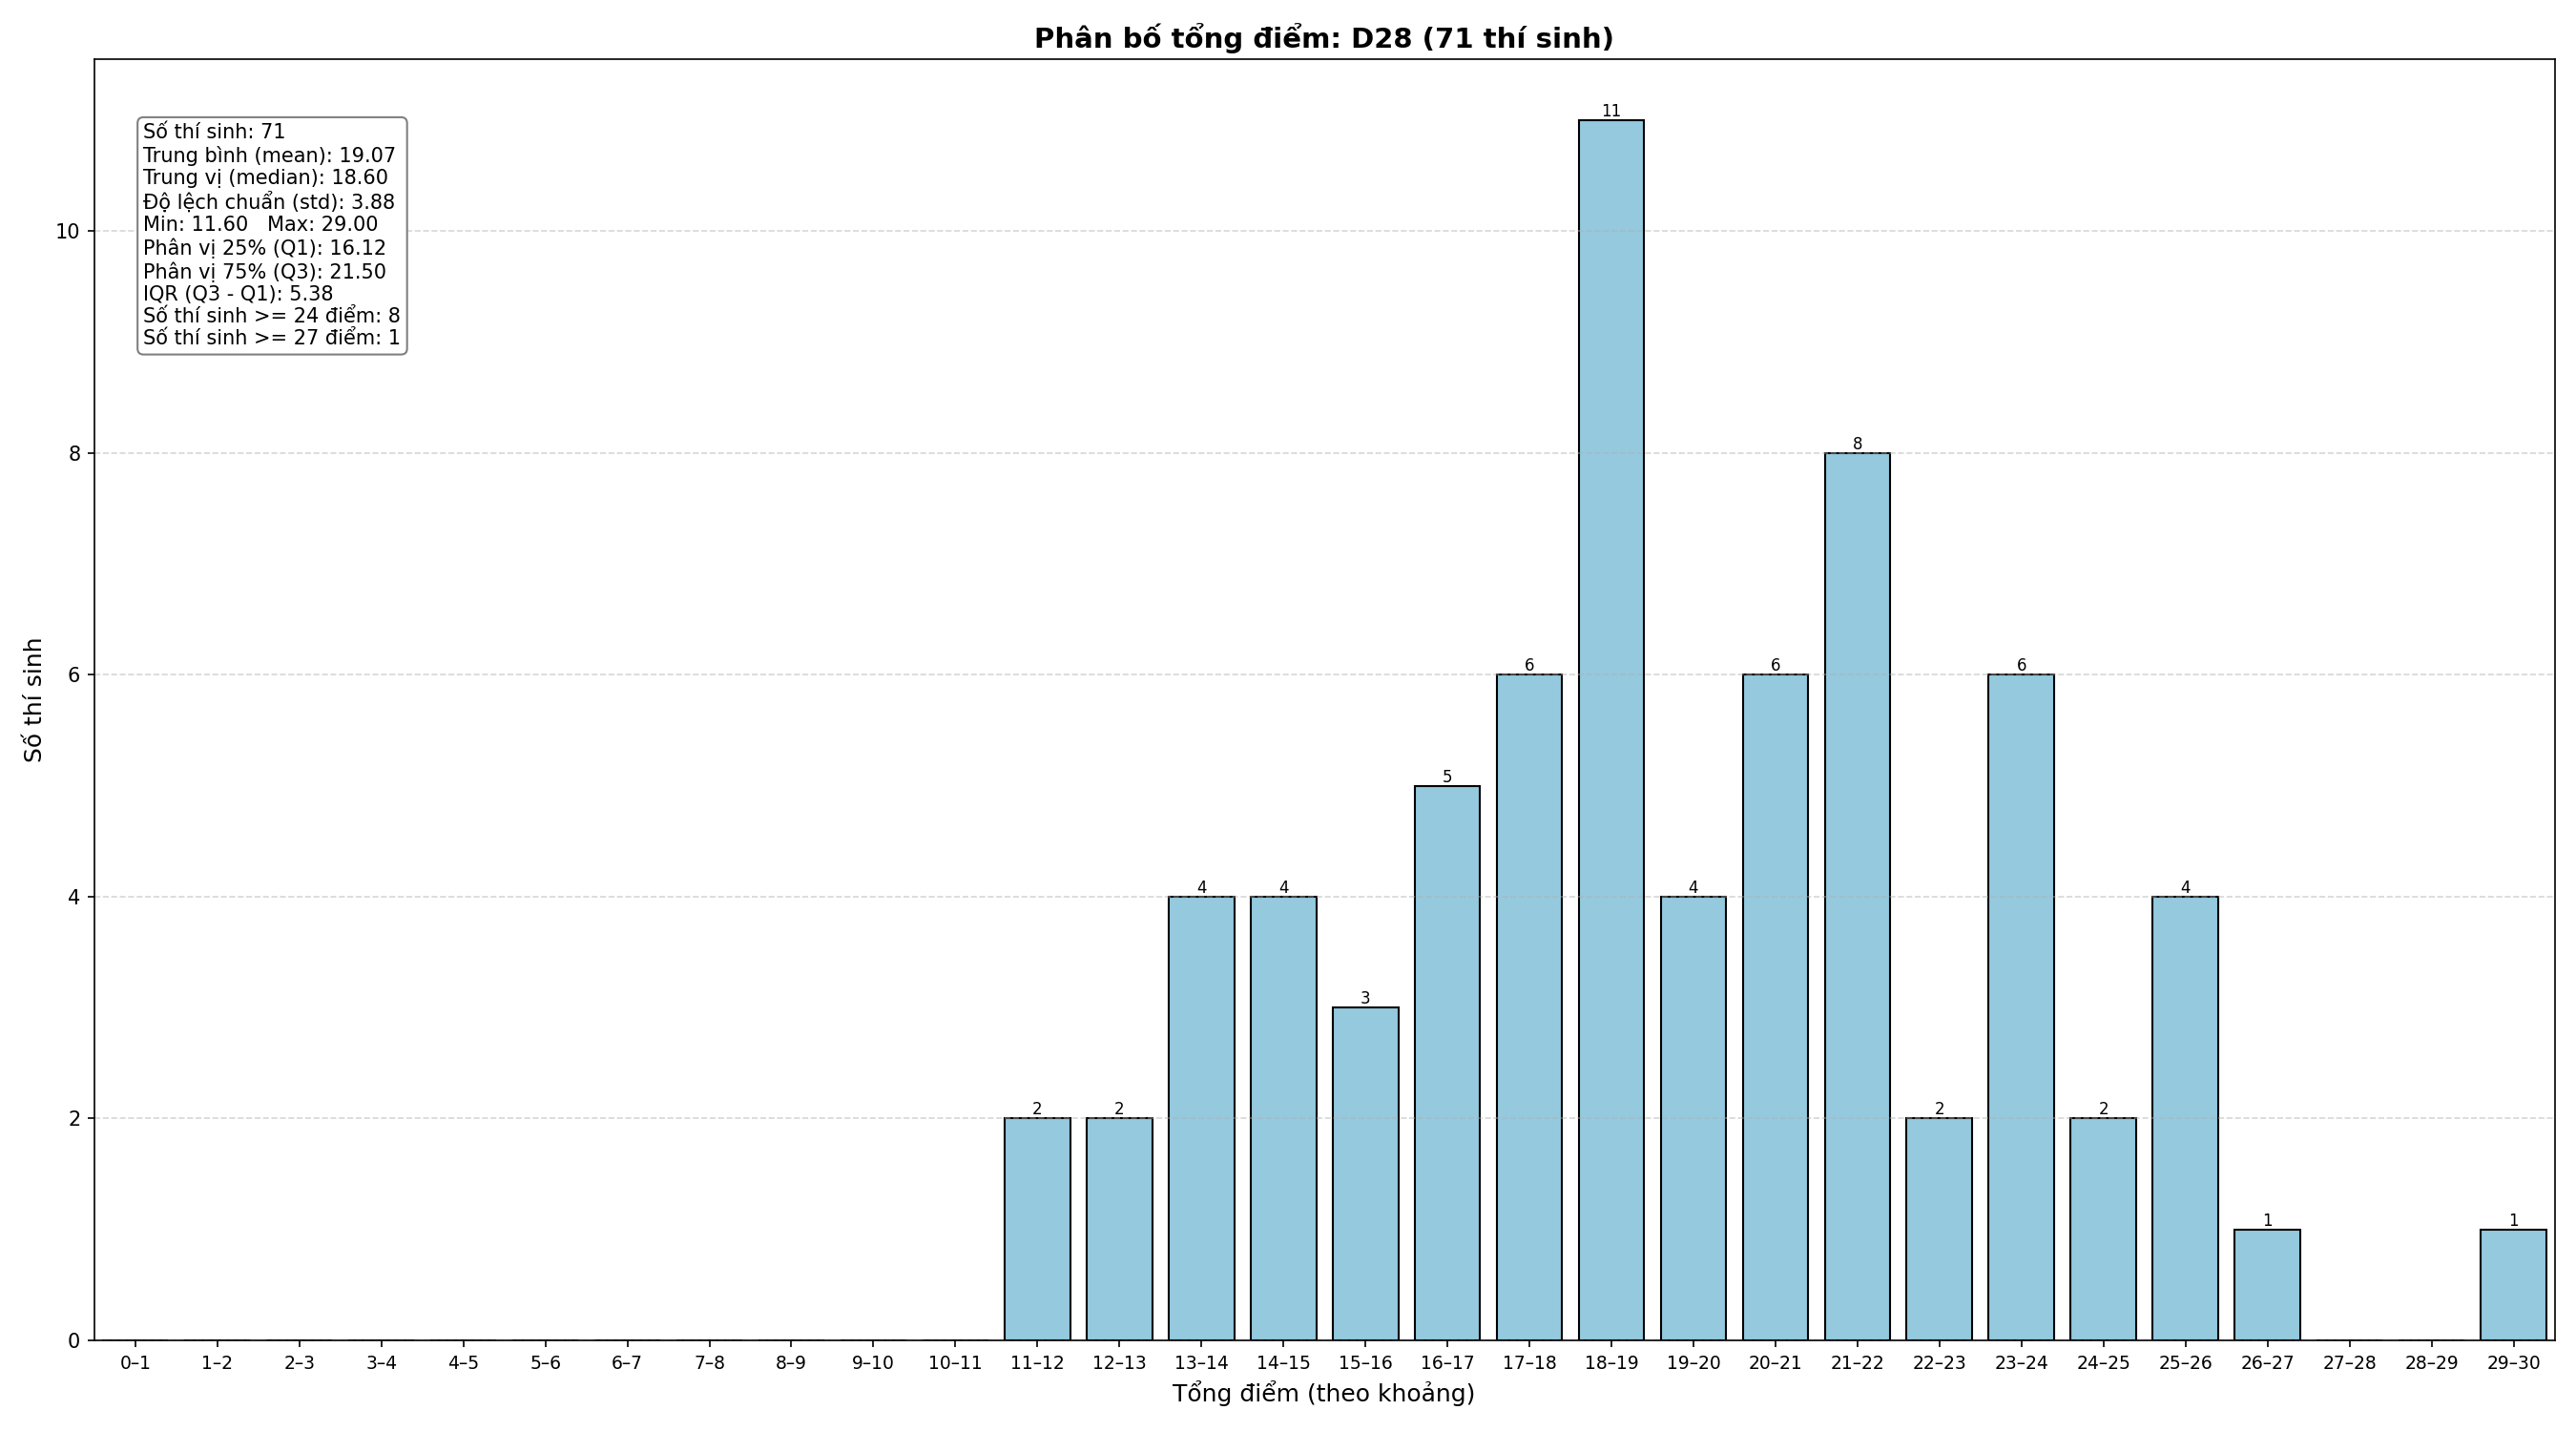 Phân bố tổng điểm: D28 (71 thí sinh)
Số thí sinh: 71
Trung bình (mean): 19.07
Trung vị (median): 18.60
Độ lệch chuẩn (std): 3.88
Min: 11.60   Max: 29.00
Phân vị 25% (Q1): 16.12
Phân vị 75% (Q3): 21.50
IQR (Q3 - Q1): 5.38
Số thí sinh >= 24 điểm: 8
Số thí sinh >= 27 điểm: 1
Số thí sinh
10
8
6
4
2
0
2
2
4
4
3
5
6
11
4
6
8
2
6
2
4
1
1
0–1 1–2 2–3 3–4 4–5 5–6 6–7 7–8 8–9 9–10 10–11 11–12 12–13 13–14 14–15 15–16 16–17 17–18 18–19 19–20 20–21 21–22 22–23 23–24 24–25 25–26 26–27 27–28 28–29 29–30
Tổng điểm (theo khoảng)